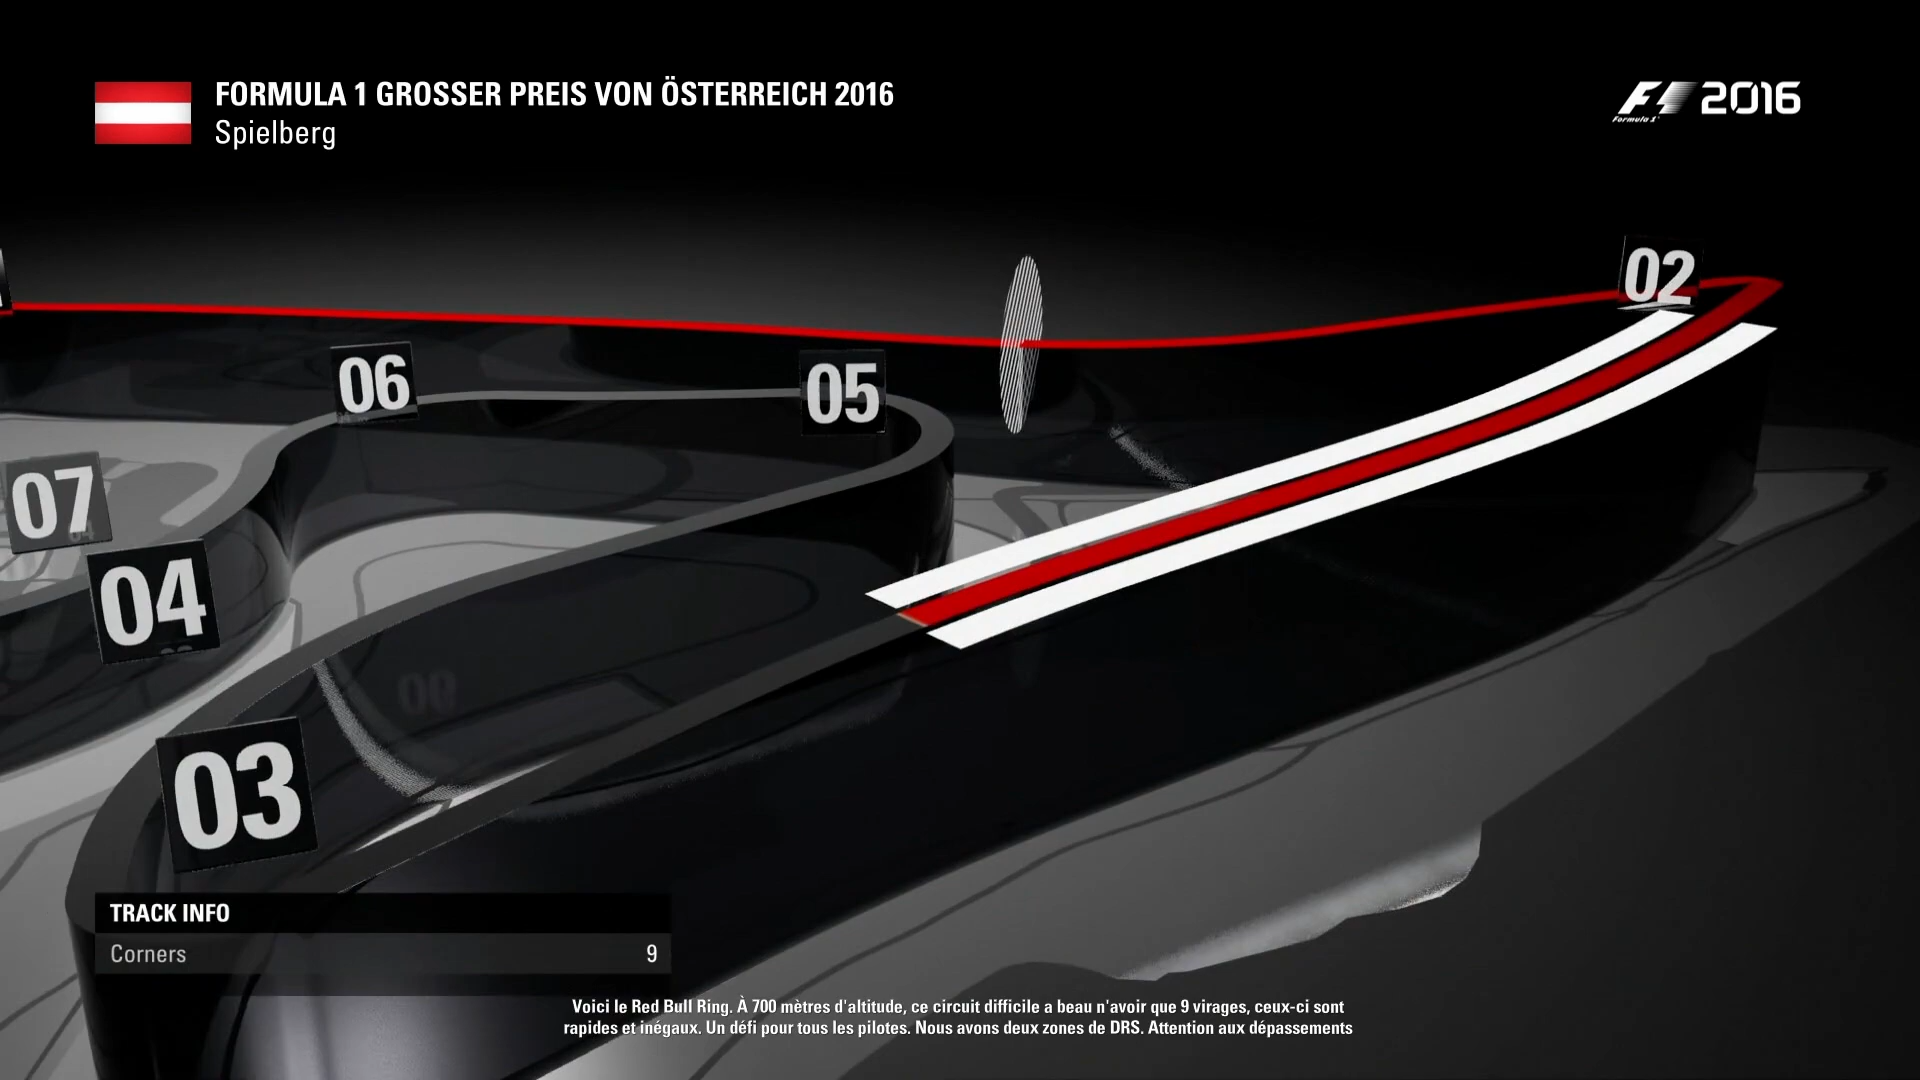 FORMULA 1 GROSSER PREIS VON ÖSTERREICH 2016
Spielberg
F1 2016
Formula 1
02
06
05
07
04
03
TRACK INFO
Corners 9
Voici le Red Bull Ring. À 700 mètres d'altitude, ce circuit difficile a beau n'avoir que 9 virages, ceux-ci sont
rapides et inégaux. Un défi pour tous les pilotes. Nous avons deux zones de DRS. Attention aux dépassements